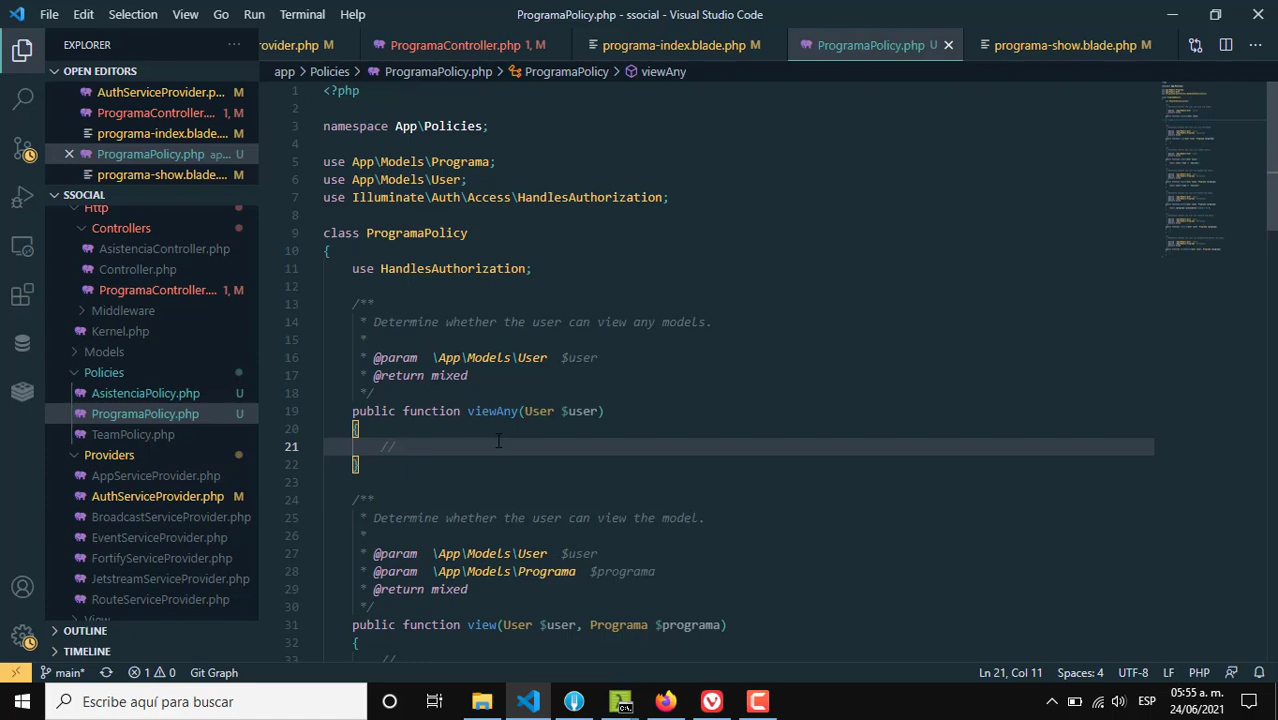 File Edit Selection View Go Run Terminal Help ProgramaPolicy.php - ssocial - Visual Studio Code
EXPLORER
rovider.php M
ProgramaController.php 1, M
programa-index.blade.php M
ProgramaPolicy.php U
programa-show.blade.php M
OPEN EDITORS
AuthServiceProvider.p... M
ProgramaController.... 1, M
programa-index.blade.... M
ProgramaPolicy.php ap... U
programa-show.blade.... M
SSOCIAL
Http
Controllers
AsistenciaController.php
Controller.php
ProgramaController.... 1, M
Middleware
Kernel.php
Models
Policies
AsistenciaPolicy.php U
ProgramaPolicy.php U
TeamPolicy.php
Providers
AppServiceProvider.php
AuthServiceProvider.php M
BroadcastServiceProvider.php
EventServiceProvider.php
FortifyServiceProvider.php
JetstreamServiceProvider.php
RouteServiceProvider.php
View
OUTLINE
TIMELINE
app > Policies > ProgramaPolicy.php > ProgramaPolicy > viewAny
1 <?php
2
3 namespace App\Policies;
4
5 use App\Models\Programa;
6 use App\Models\User;
7 use Illuminate\Auth\Access\HandlesAuthorization;
8
9 class ProgramaPolicy
10 {
11 use HandlesAuthorization;
12
13 /**
14 * Determine whether the user can view any models.
15 *
16 * @param \App\Models\User $user
17 * @return mixed
18 */
19 public function viewAny(User $user)
20 {
21 //
22 }
23
24 /**
25 * Determine whether the user can view the model.
26 *
27 * @param \App\Models\User $user
28 * @param \App\Models\Programa $programa
29 * @return mixed
30 */
31 public function view(User $user, Programa $programa)
32 {
33 //
main* 1 0 Git Graph Ln 21, Col 11 Spaces: 4 UTF-8 LF PHP
Escribe aquí para buscar
ESP
05:55 a. m.
24/06/2021